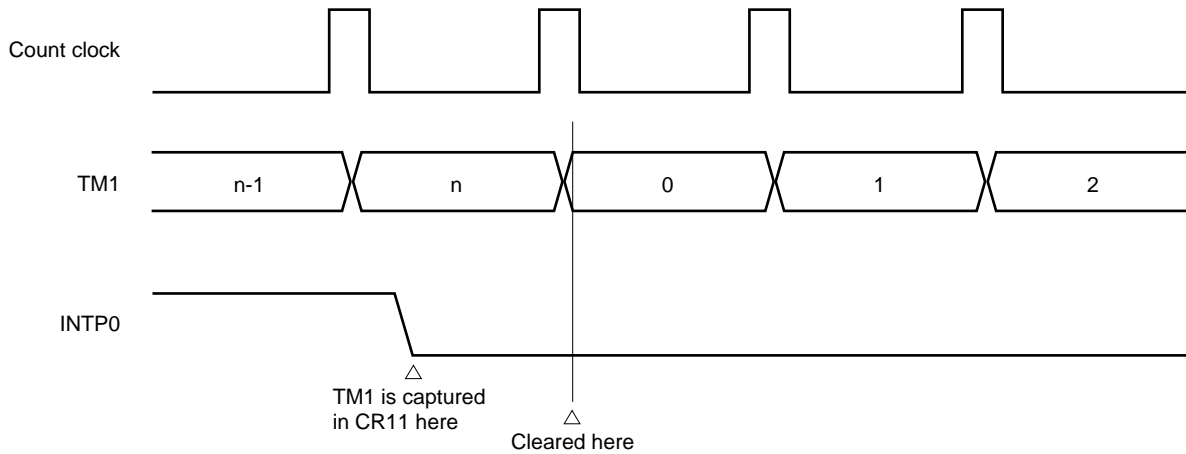 Count clock
TM1
n-1
n
0
1
2
INTP0
TM1 is captured
in CR11 here
Cleared here